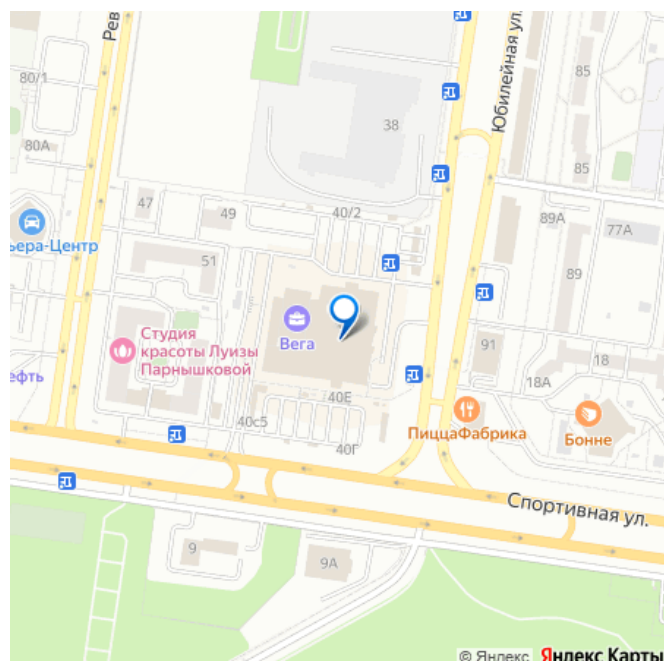 Рев
80/1
80А
ьера-Центр
47
49
51
40/2
38
Юбилейная ул.
85
85
89А
77А
89
91
18
18А
Вега
Студия
красоты Луизы
Парнышковой
ефть
40Е
40с5
40Г
ПиццаФабрика
Бонне
Спортивная ул.
9
9А
© Яндекс Яндекс Карты